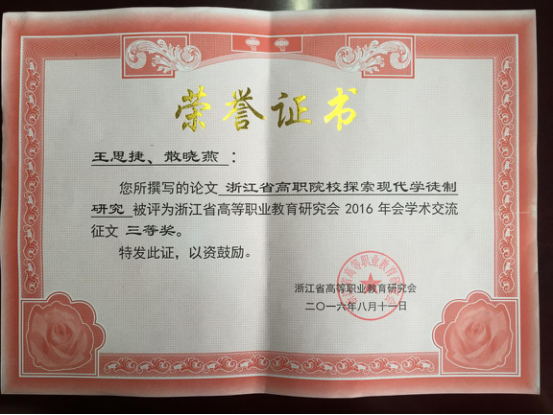 荣誉证书
王思捷、散晓燕：
您所撰写的论文 浙江省高职院校探索现代学徒制
研究 被评为浙江省高等职业教育研究会 2016 年会学术交流
征文 三等奖。
特发此证，以资鼓励。
浙江省高等职业教育研究会
二〇一六年八月十一日